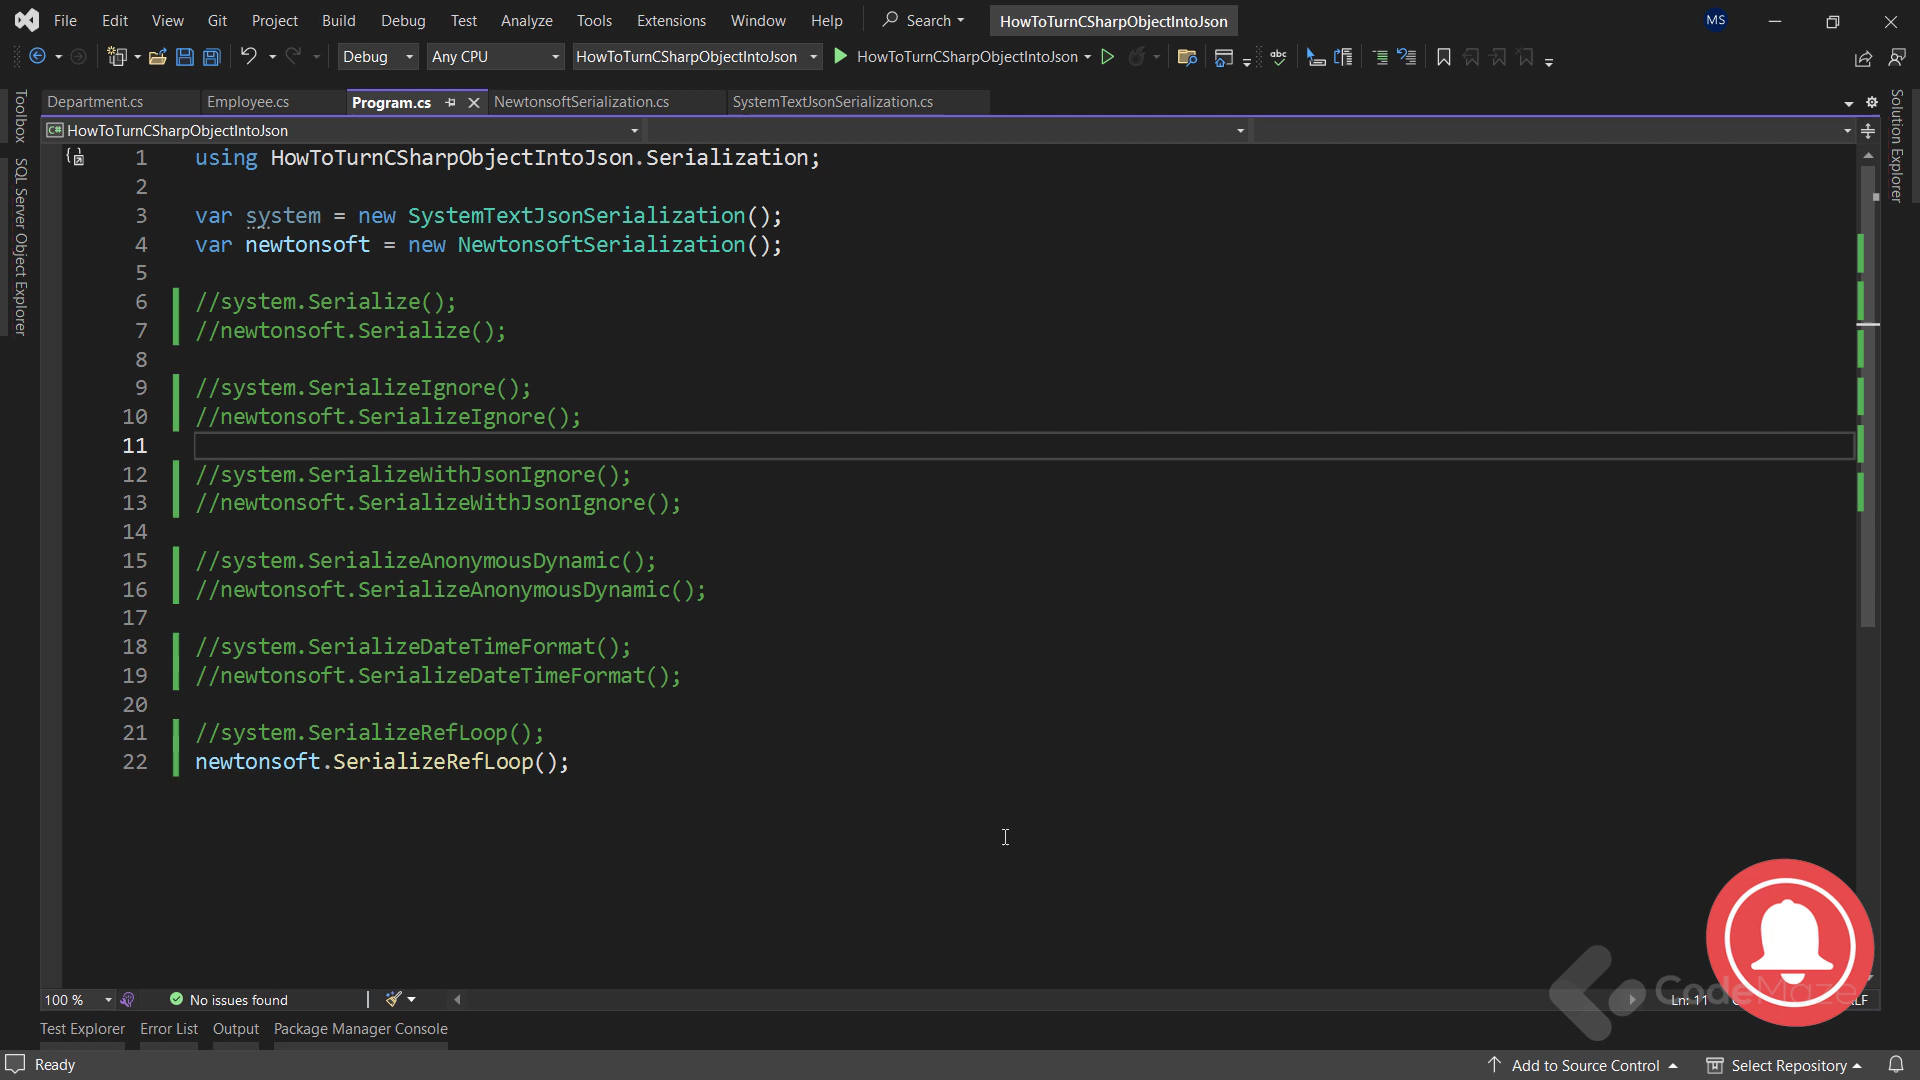 File Edit View Git Project Build Debug Test Analyze Tools Extensions Window Help Search HowToTurnCSharpObjectIntoJson MS
Debug Any CPU HowToTurnCSharpObjectIntoJson HowToTurnCSharpObjectIntoJson
Toolbox
SQL Server Object Explorer
Solution Explorer
Department.cs Employee.cs Program.cs NewtonsoftSerialization.cs SystemTextJsonSerialization.cs
C# HowToTurnCSharpObjectIntoJson
1 using HowToTurnCSharpObjectIntoJson.Serialization;
2
3 var system = new SystemTextJsonSerialization();
4 var newtonsoft = new NewtonsoftSerialization();
5
6 //system.Serialize();
7 //newtonsoft.Serialize();
8
9 //system.SerializeIgnore();
10 //newtonsoft.SerializeIgnore();
11
12 //system.SerializeWithJsonIgnore();
13 //newtonsoft.SerializeWithJsonIgnore();
14
15 //system.SerializeAnonymousDynamic();
16 //newtonsoft.SerializeAnonymousDynamic();
17
18 //system.SerializeDateTimeFormat();
19 //newtonsoft.SerializeDateTimeFormat();
20
21 //system.SerializeRefLoop();
22 newtonsoft.SerializeRefLoop();
100 % No issues found Ln: 11
CodeMaze
Test Explorer Error List Output Package Manager Console
Ready Add to Source Control Select Repository